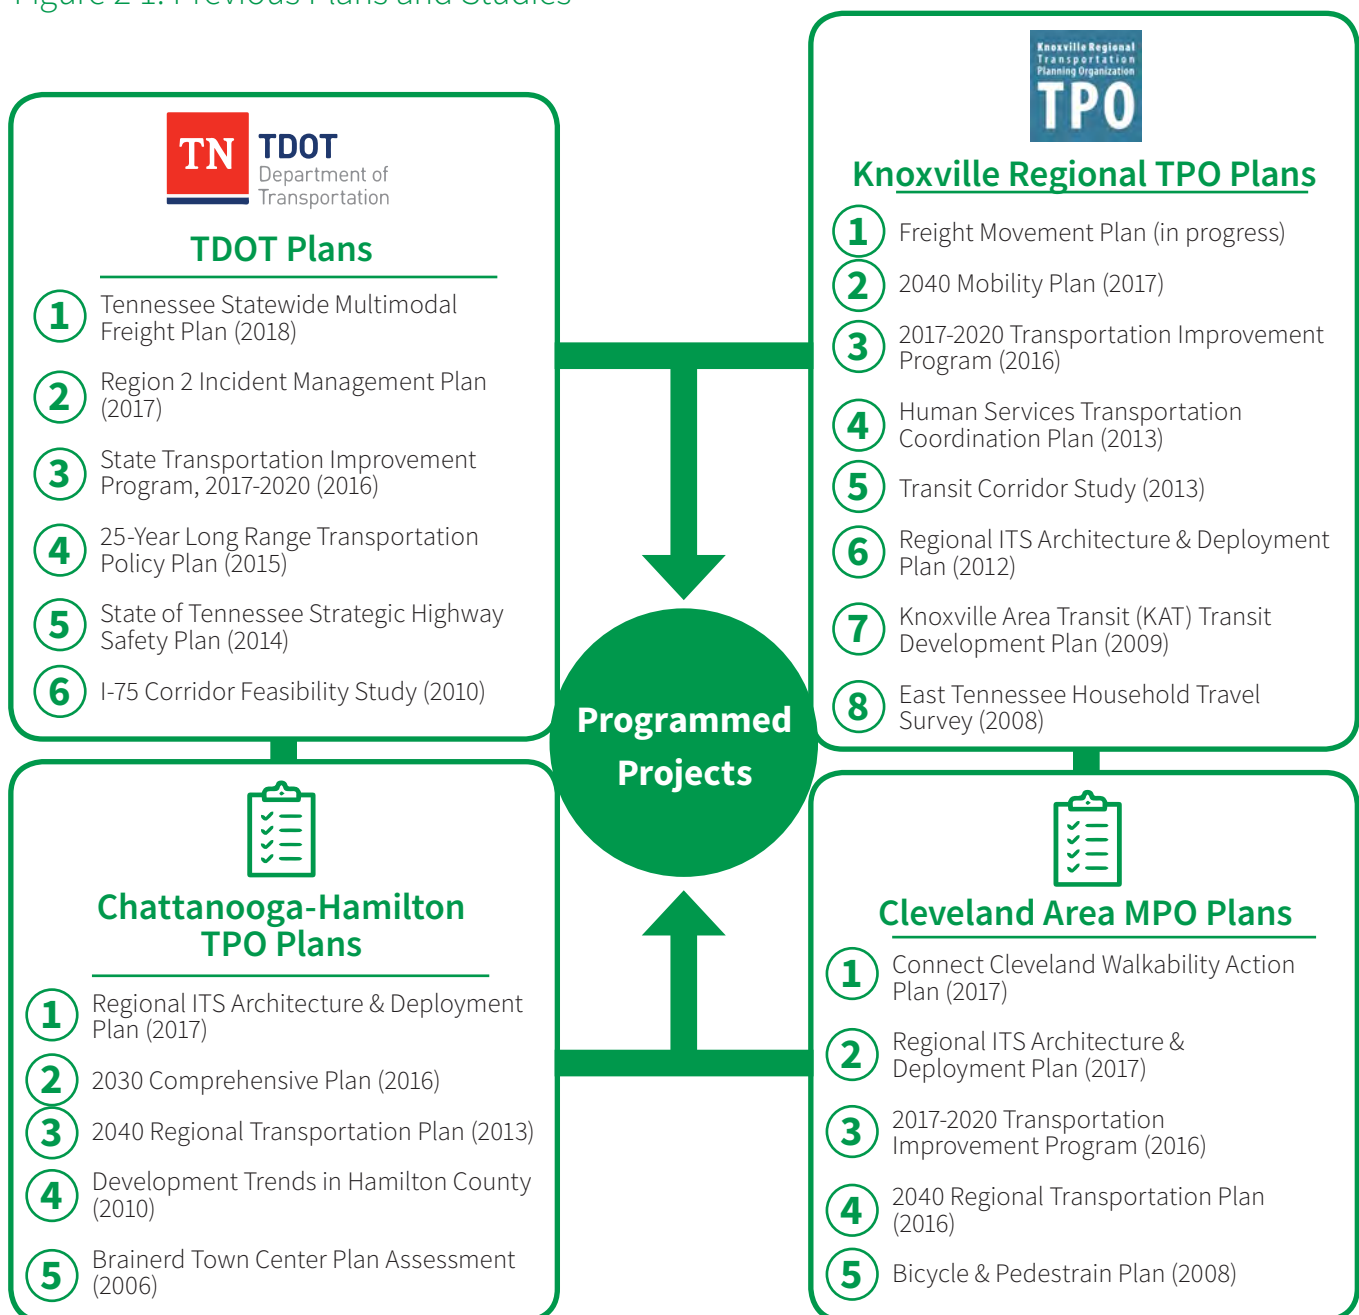 Figure 2-1: Previous Plans and Studies
TN
TDOT
Department of
Transportation
TDOT Plans
1
Tennessee Statewide Multimodal
Freight Plan (2018)
2
Region 2 Incident Management Plan
(2017)
3
State Transportation Improvement
Program, 2017-2020 (2016)
4
25-Year Long Range Transportation
Policy Plan (2015)
5
State of Tennessee Strategic Highway
Safety Plan (2014)
6
I-75 Corridor Feasibility Study (2010)
Knoxville Regional
Transportation
Planning Organization
TPO
Knoxville Regional TPO Plans
1
Freight Movement Plan (in progress)
2
2040 Mobility Plan (2017)
3
2017-2020 Transportation Improvement
Program (2016)
4
Human Services Transportation
Coordination Plan (2013)
5
Transit Corridor Study (2013)
6
Regional ITS Architecture & Deployment
Plan (2012)
7
Knoxville Area Transit (KAT) Transit
Development Plan (2009)
8
East Tennessee Household Travel
Survey (2008)
Programmed
Projects
Chattanooga-Hamilton
TPO Plans
1
Regional ITS Architecture & Deployment
Plan (2017)
2
2030 Comprehensive Plan (2016)
3
2040 Regional Transportation Plan (2013)
4
Development Trends in Hamilton County
(2010)
5
Brainerd Town Center Plan Assessment
(2006)
Cleveland Area MPO Plans
1
Connect Cleveland Walkability Action
Plan (2017)
2
Regional ITS Architecture &
Deployment Plan (2017)
3
2017-2020 Transportation
Improvement Program (2016)
4
2040 Regional Transportation Plan
(2016)
5
Bicycle & Pedestrain Plan (2008)